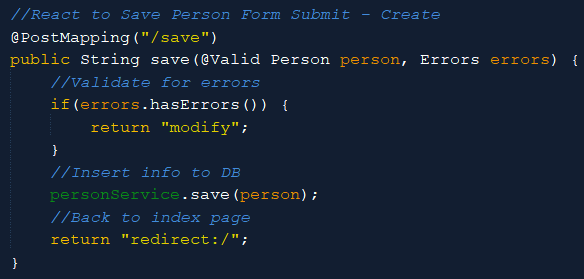 //React to Save Person Form Submit - Create
@PostMapping("/save")
public String save(@Valid Person person, Errors errors) {
    //Validate for errors
    if(errors.hasErrors()) {
        return "modify";
    }
    //Insert info to DB
    personService.save(person);
    //Back to index page
    return "redirect:/";
}